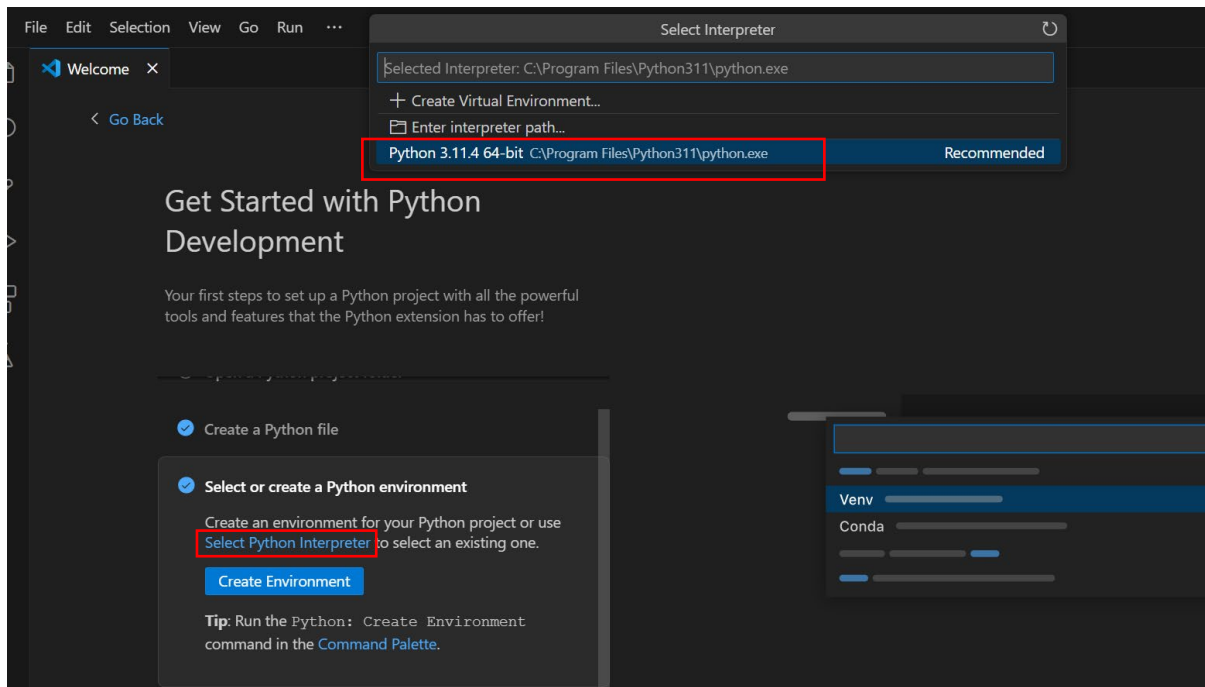 File Edit Selection View Go Run ···
Select Interpreter
Welcome
Selected Interpreter: C:\Program Files\Python311\python.exe
Create Virtual Environment...
Go Back
Enter interpreter path...
Python 3.11.4 64-bit C:\Program Files\Python311\python.exe Recommended
Get Started with Python
Development
Your first steps to set up a Python project with all the powerful
tools and features that the Python extension has to offer!
Create a Python file
Select or create a Python environment
Create an environment for your Python project or use
Select Python Interpreter to select an existing one.
Venv
Conda
Create Environment
Tip: Run the Python: Create Environment
command in the Command Palette.